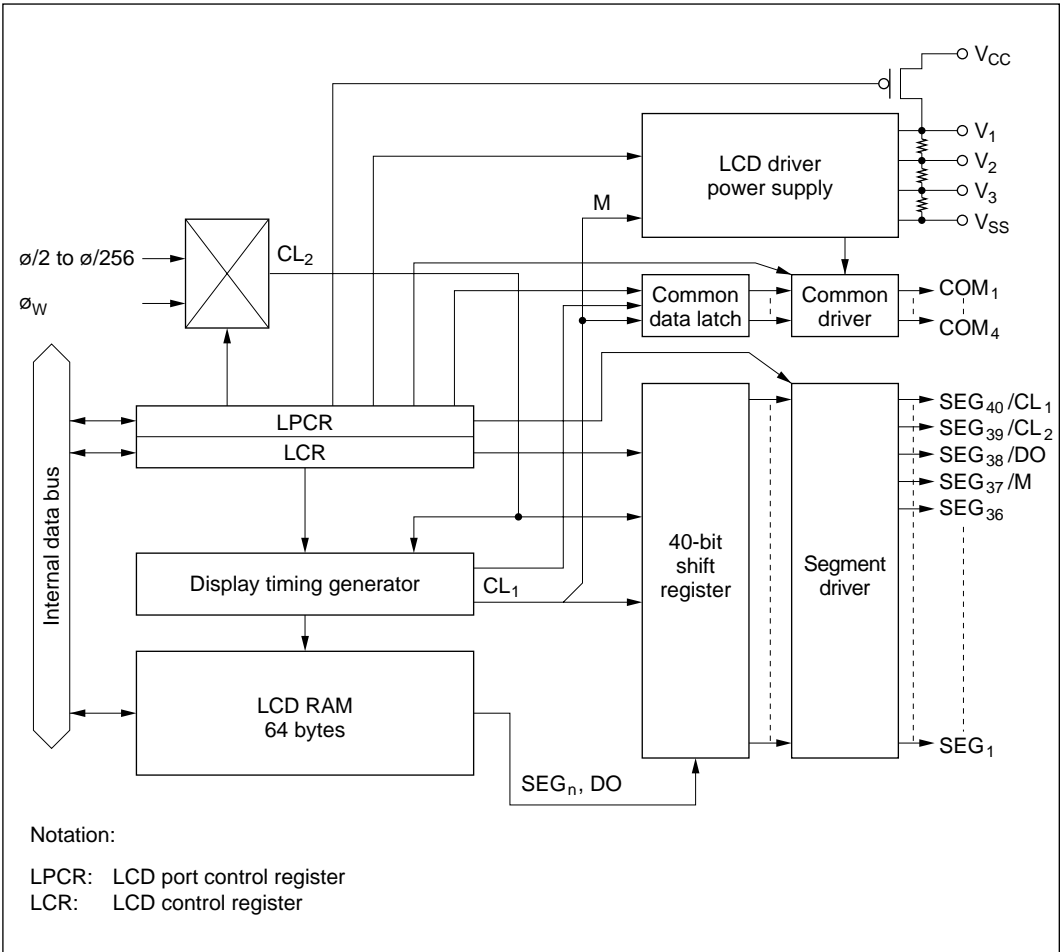 V_CC
V_1
LCD driver
power supply
V_2
V_3
V_SS
M
ø/2 to ø/256
CL_2
ø_W
Common
data latch
Common
driver
COM_1
COM_4
Internal data bus
LPCR
LCR
SEG_40/CL_1
SEG_39/CL_2
SEG_38/DO
SEG_37/M
SEG_36
40-bit
shift
register
Segment
driver
Display timing generator
CL_1
LCD RAM
64 bytes
SEG_1
SEG_n, DO
Notation:
LPCR: LCD port control register
LCR: LCD control register